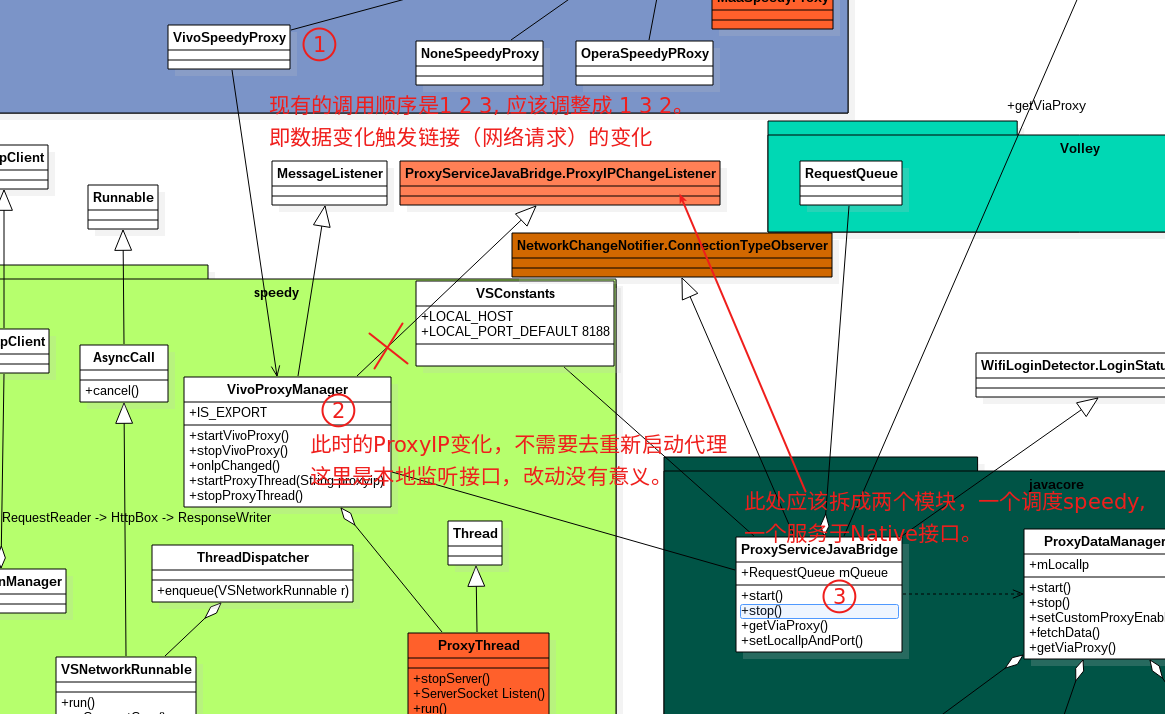 MaaSpeedyProxy
VivoSpeedyProxy
①
NoneSpeedyProxy
OperaSpeedyPRoxy
现有的调用顺序是1 2 3, 应该调整成 1 3 2。
即数据变化触发链接（网络请求）的变化
+getViaProxy
Volley
pClient
MessageListener
ProxyServiceJavaBridge.ProxyIPChangeListener
RequestQueue
Runnable
NetworkChangeNotifier.ConnectionTypeObserver
speedy
VSConstants
+LOCAL_HOST
+LOCAL_PORT_DEFAULT 8188
pClient
AsyncCall
+cancel()
WifiLoginDetector.LoginStatu
VivoProxyManager
+IS_EXPORT
②
+startVivoProxy()
+stopVivoProxy()
+onIpChanged()
+startProxyThread(String proxyip)
+stopProxyThread()
此时的ProxyIP变化，不需要去重新启动代理
这里是本地监听接口，改动没有意义。
javacore
此处应该拆成两个模块，一个调度speedy,
一个服务于Native接口。
RequestReader -> HttpBox -> ResponseWriter
Thread
ProxyServiceJavaBridge
+RequestQueue mQueue
+start()
+stop()
+getViaProxy()
+setLocalIpAndPort()
③
ProxyDataManager
+mLocalIp
+start()
+stop()
+setCustomProxyEnab
+fetchData()
+getViaProxy()
ThreadDispatcher
+enqueue(VSNetworkRunnable r)
nManager
ProxyThread
+stopServer()
+ServerSocket Listen()
+run()
VSNetworkRunnable
+run()